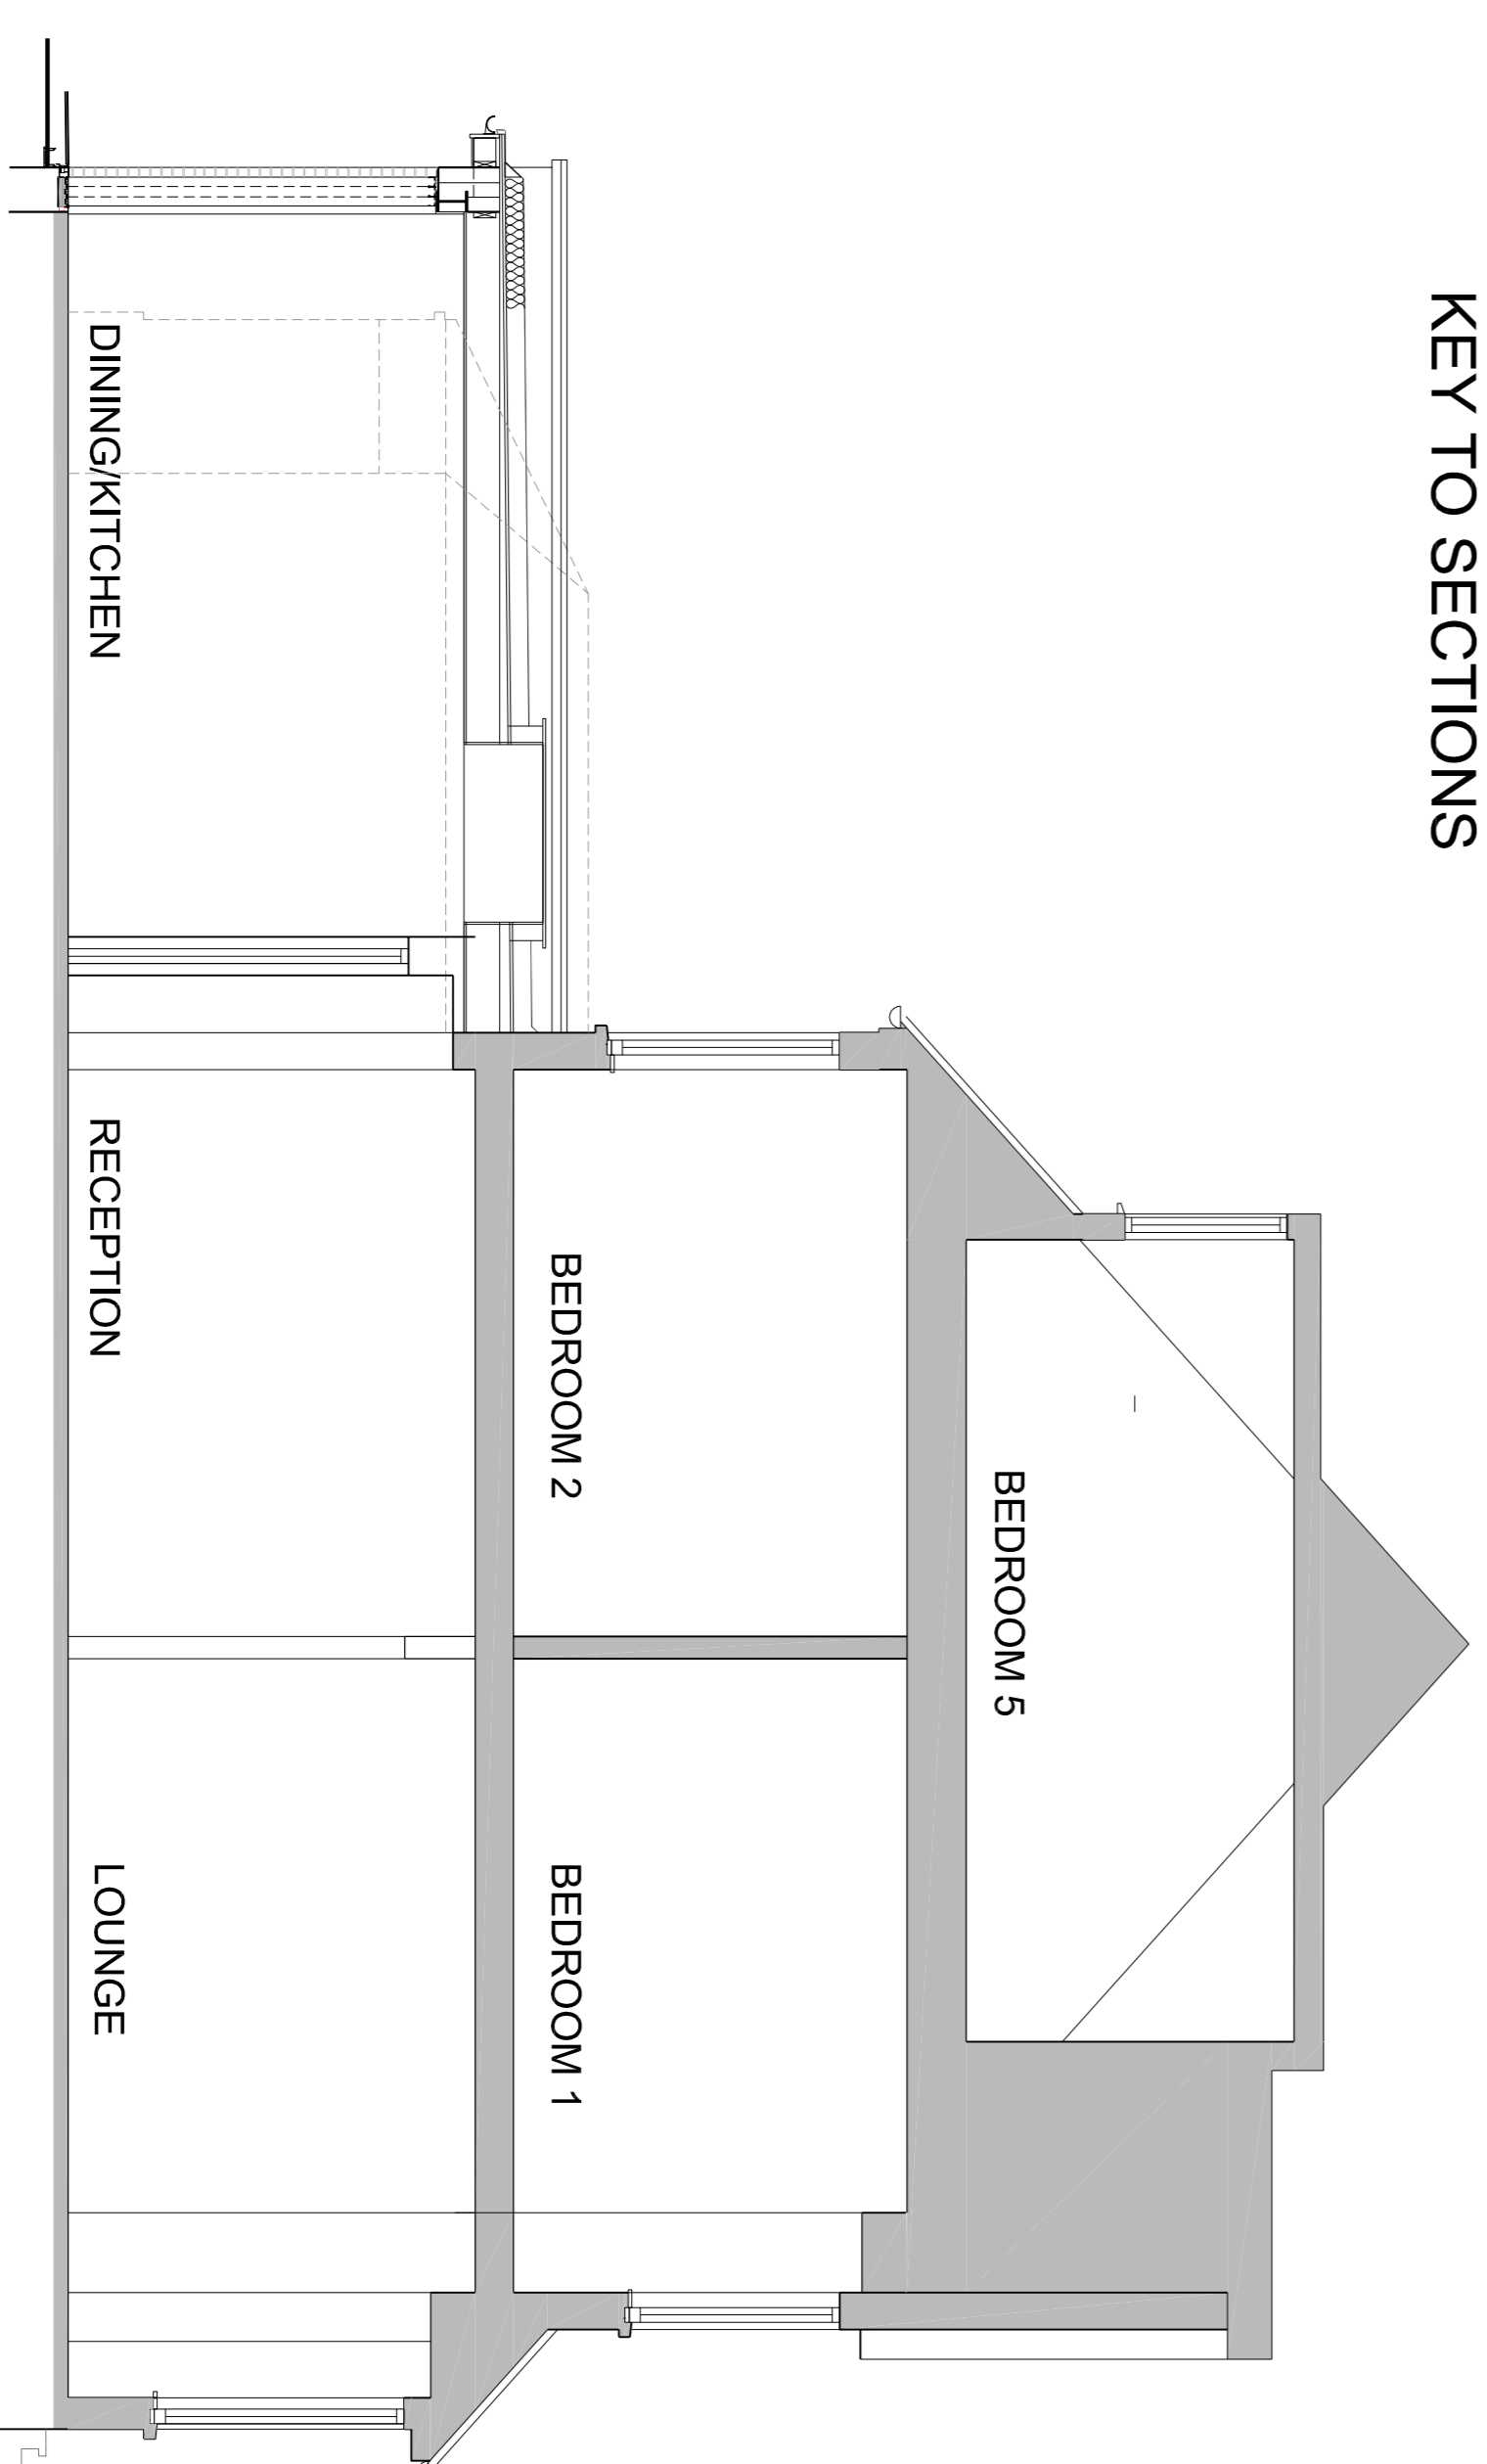 KEY TO SECTIONS
BEDROOM 5
BEDROOM 2
BEDROOM 1
DINING/KITCHEN
RECEPTION
LOUNGE